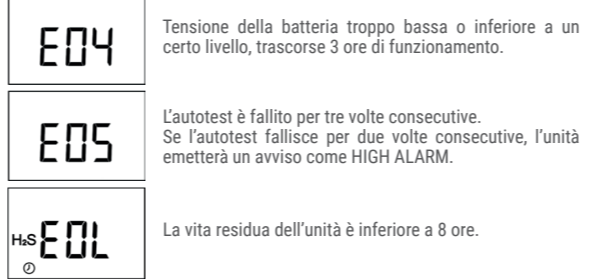 E04
Tensione della batteria troppo bassa o inferiore a un
certo livello, trascorse 3 ore di funzionamento.
E05
L'autotest è fallito per tre volte consecutive.
Se l'autotest fallisce per due volte consecutive, l'unità
emetterà un avviso come HIGH ALARM.
H₂S EOL
La vita residua dell'unità è inferiore a 8 ore.